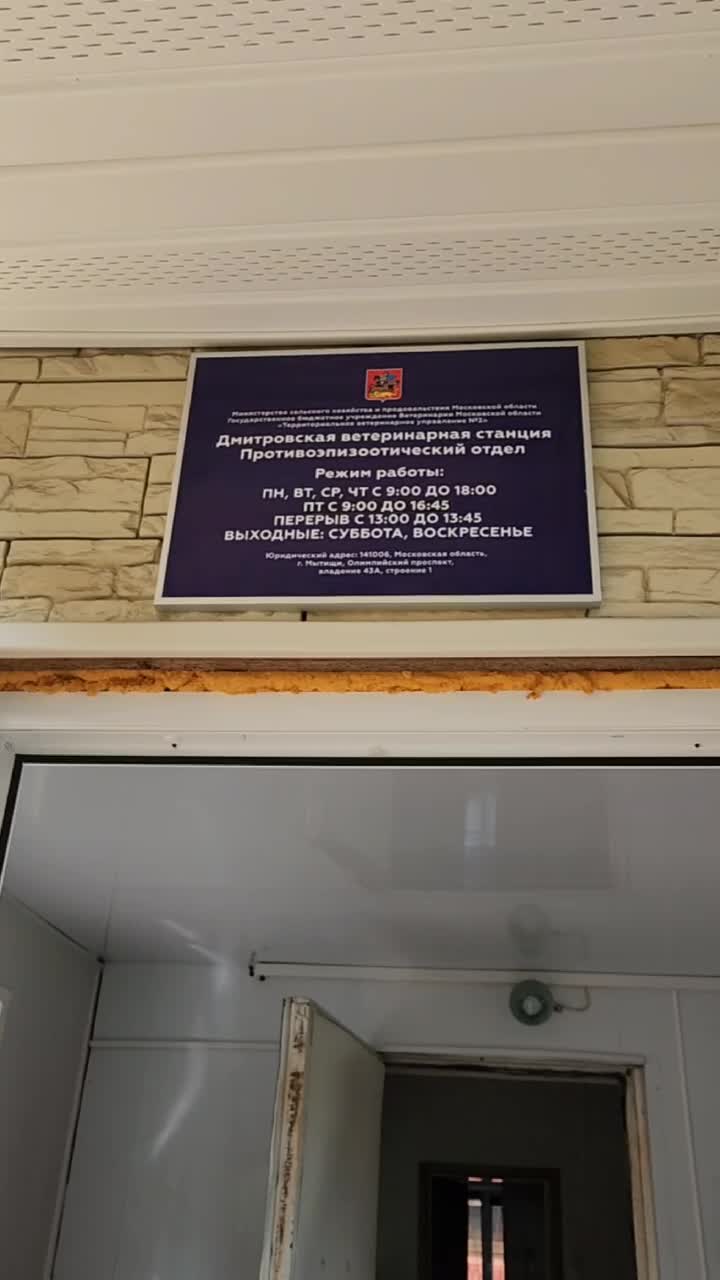 Министерство сельского хозяйства и продовольствия Московской области
Государственное бюджетное учреждение Ветеринарии Московской области
«Территориальное ветеринарное управление №2»
Дмитровская ветеринарная станция
Противоэпизоотический отдел
Режим работы:
ПН, ВТ, СР, ЧТ С 9:00 ДО 18:00
ПТ С 9:00 ДО 16:45
ПЕРЕРЫВ С 13:00 ДО 13:45
ВЫХОДНЫЕ: СУББОТА, ВОСКРЕСЕНЬЕ
Юридический адрес: 141006, Московская область,
г. Мытищи, Олимпийский проспект,
владение 43А, строение 1